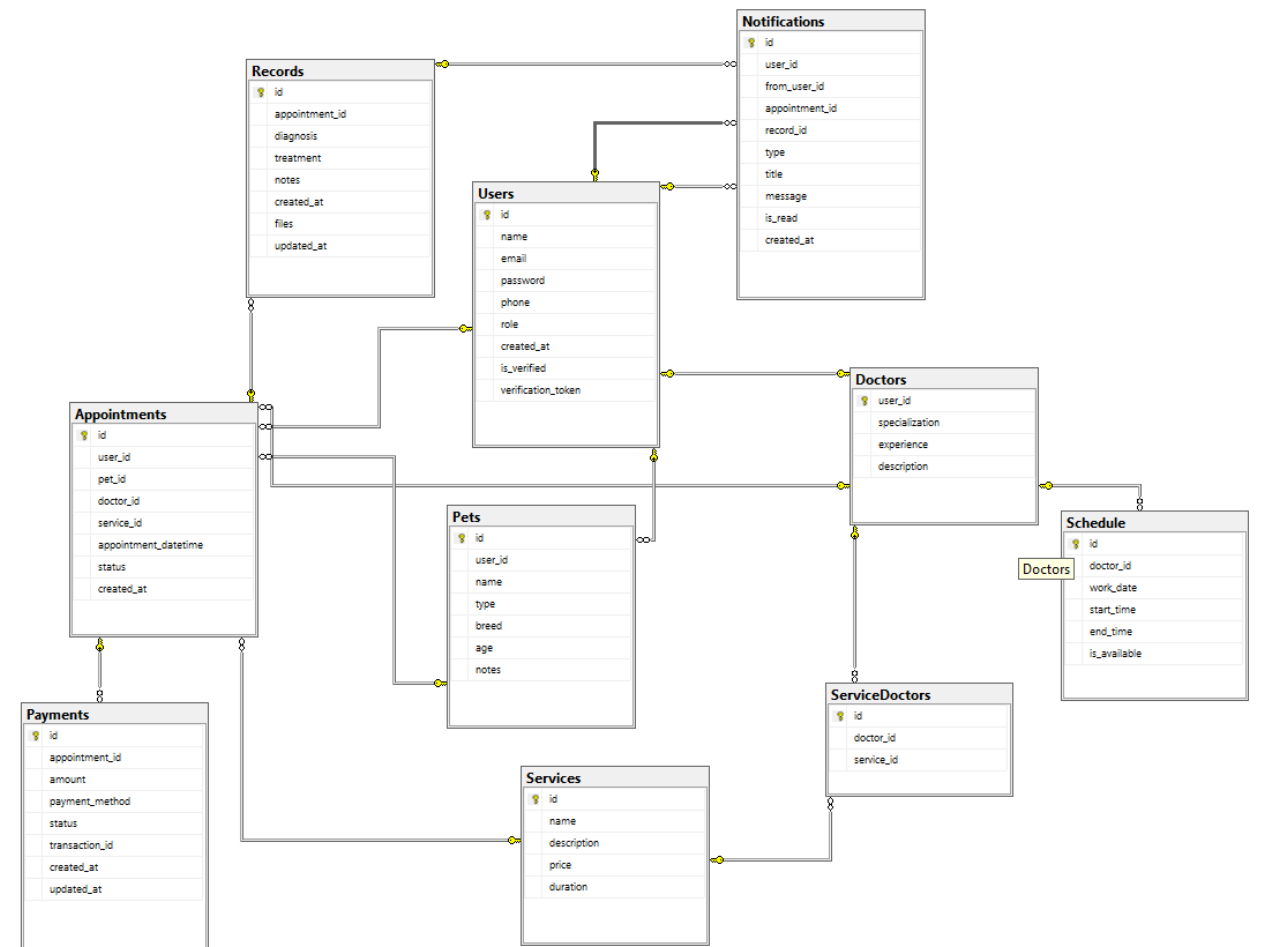 Notifications
id
user_id
from_user_id
appointment_id
record_id
type
title
message
is_read
created_at
Records
id
appointment_id
diagnosis
treatment
notes
created_at
files
updated_at
Users
id
name
email
password
phone
role
created_at
is_verified
verification_token
Doctors
user_id
specialization
experience
description
Appointments
id
user_id
pet_id
doctor_id
service_id
appointment_datetime
status
created_at
Pets
id
user_id
name
type
breed
age
notes
Schedule
id
doctor_id
work_date
start_time
end_time
is_available
Doctors
ServiceDoctors
id
doctor_id
service_id
Payments
id
appointment_id
amount
payment_method
status
transaction_id
created_at
updated_at
Services
id
name
description
price
duration